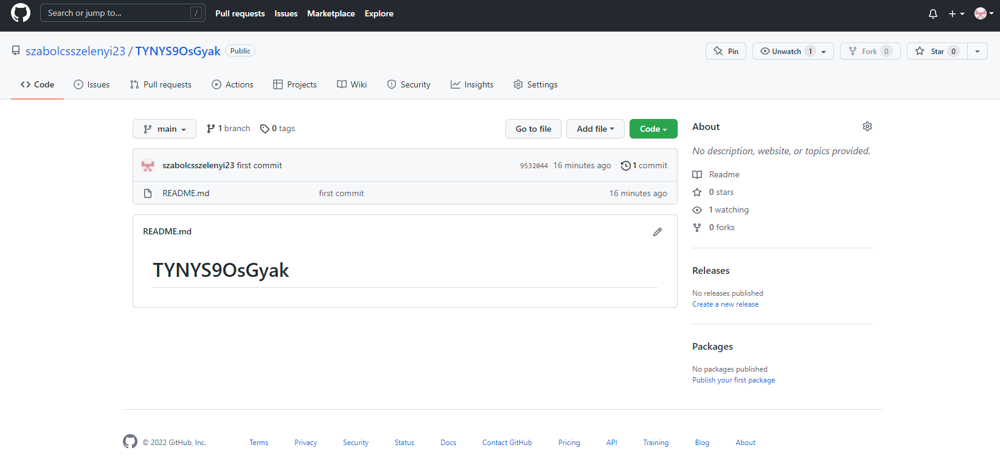 Search or jump to... /
Pull requests Issues Marketplace Explore
szabolcsszelenyi23 / TYNYS9OsGyak Public
Pin Unwatch 1 Fork 0 Star 0
Code Issues Pull requests Actions Projects Wiki Security Insights Settings
main 1 branch 0 tags Go to file Add file Code
szabolcsszelenyi23 first commit 9532044 16 minutes ago 1 commit
README.md first commit 16 minutes ago
README.md
TYNYS9OsGyak
About
No description, website, or topics provided.
Readme
0 stars
1 watching
0 forks
Releases
No releases published
Create a new release
Packages
No packages published
Publish your first package
© 2022 GitHub, Inc. Terms Privacy Security Status Docs Contact GitHub Pricing API Training Blog About